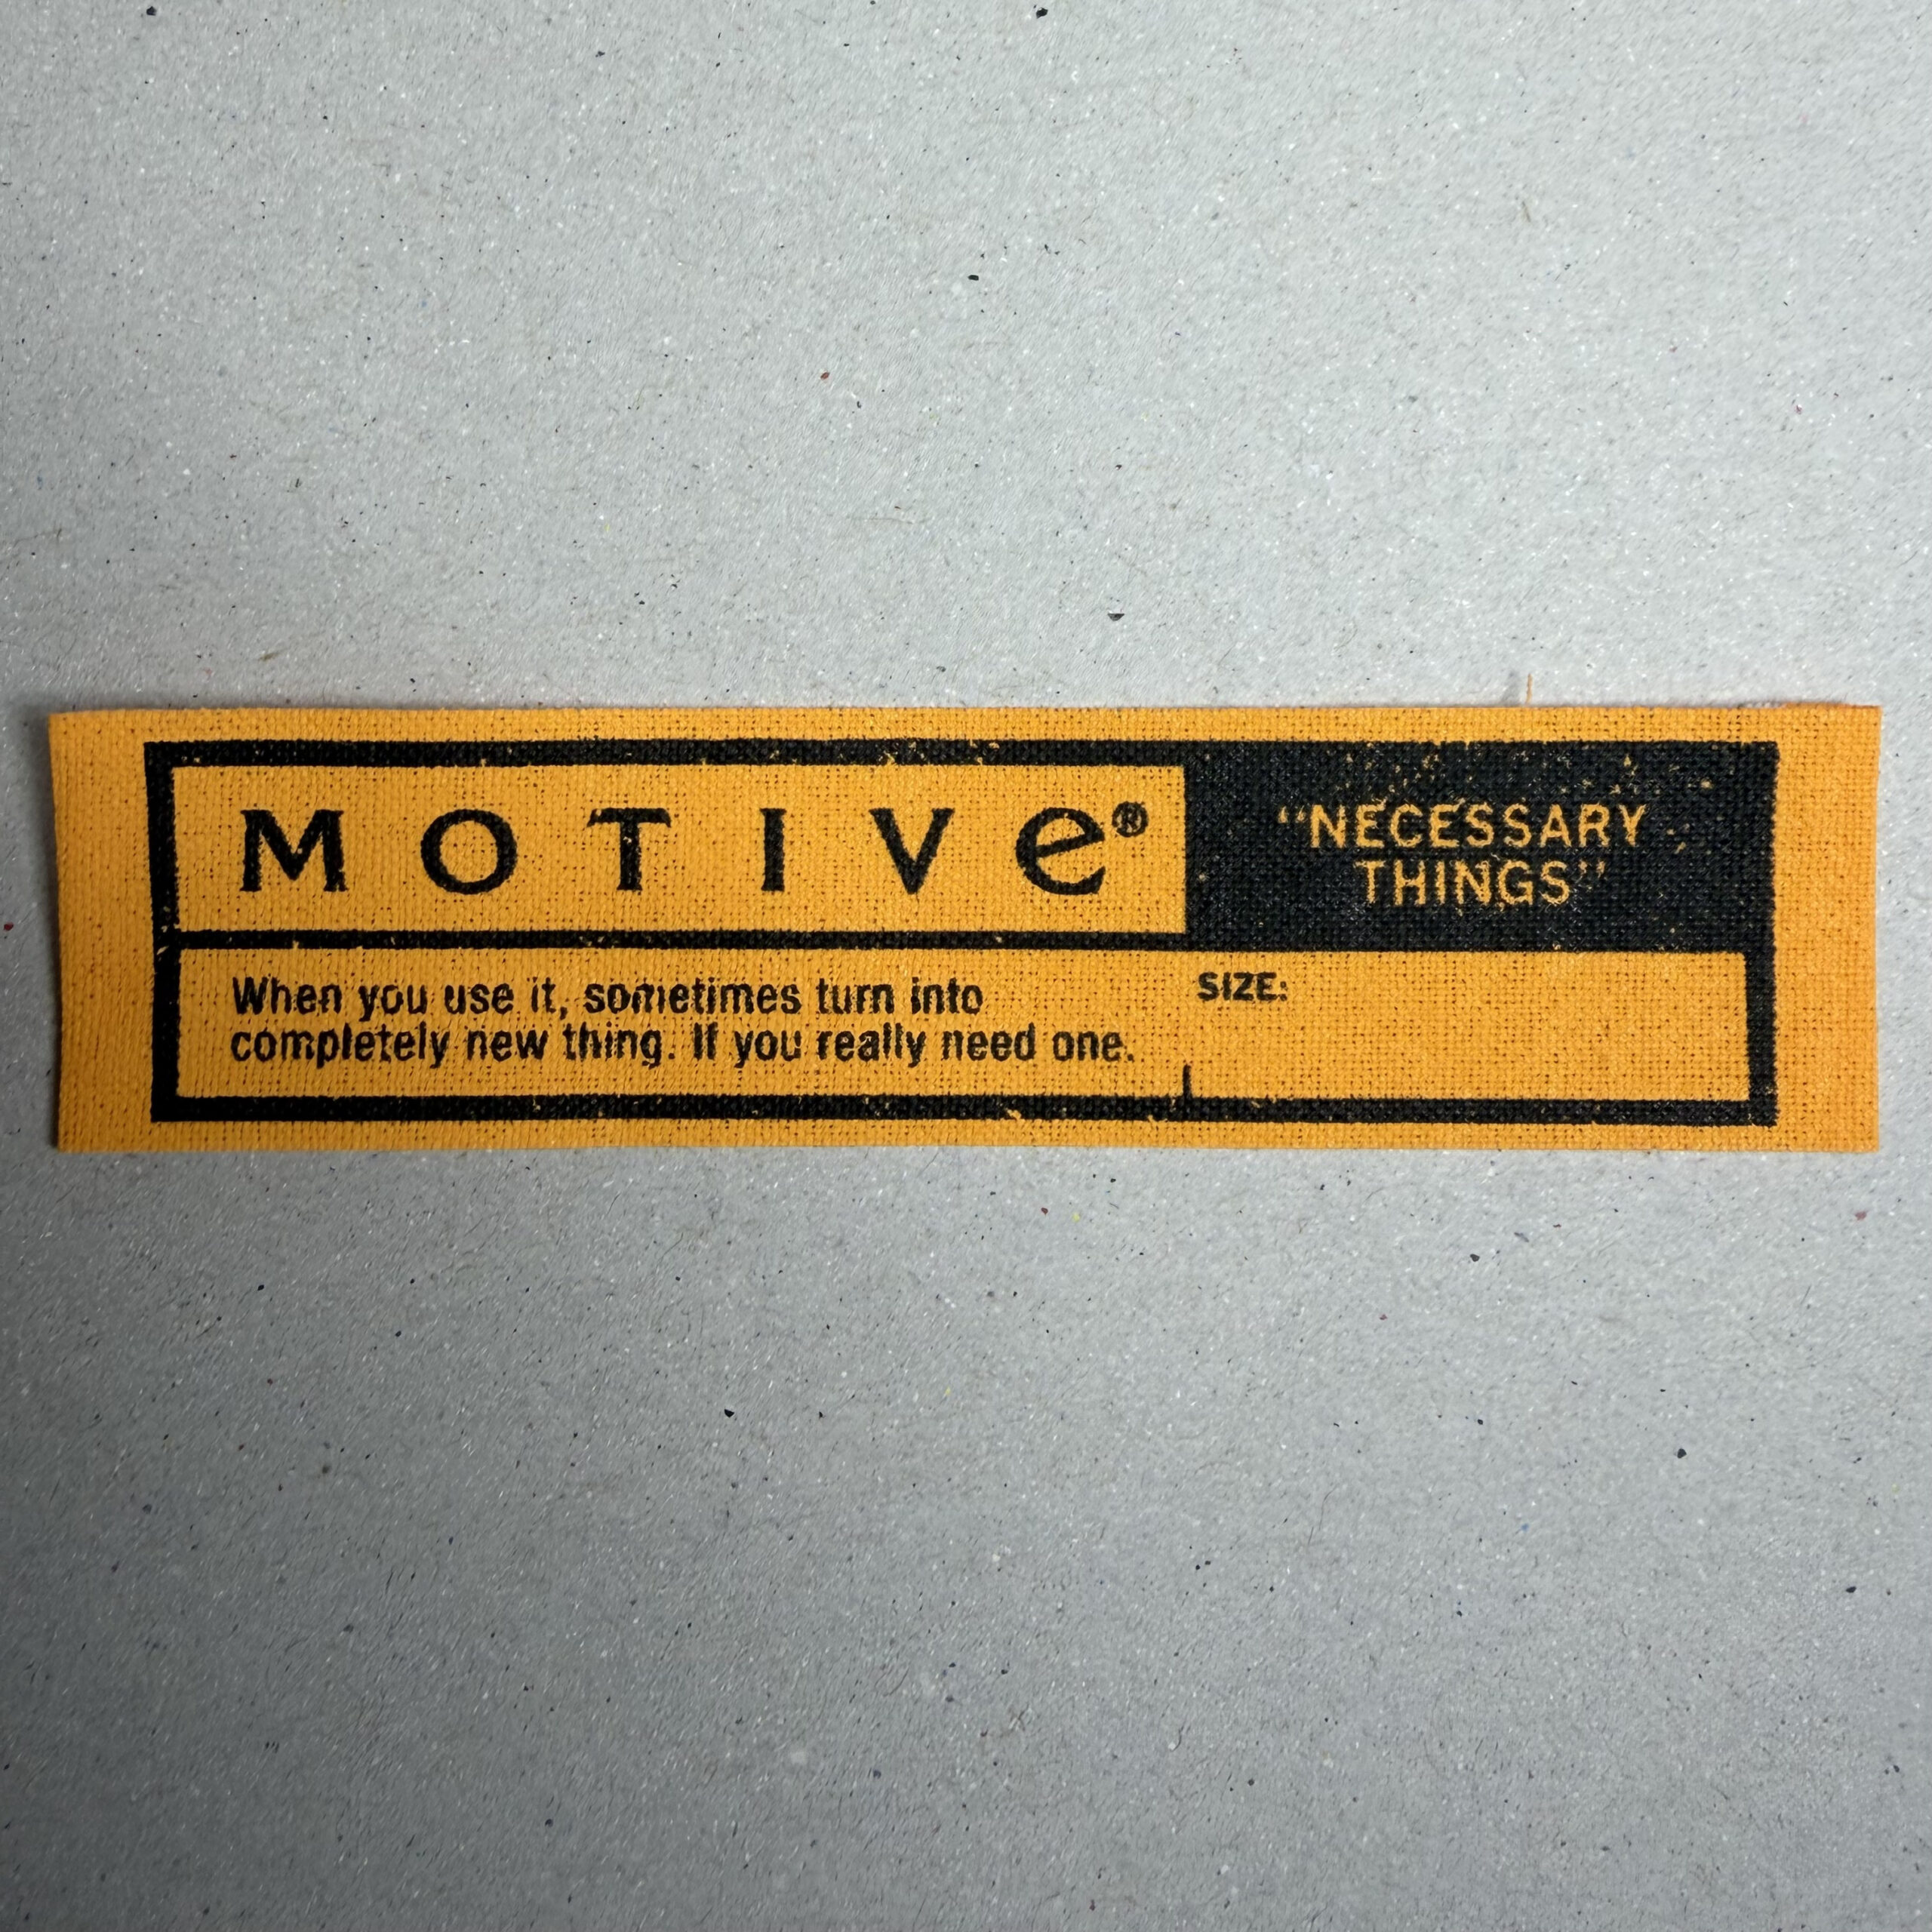 MOTIVe®
“NECESSARY
THINGS”
When you use it, sometimes turn into
completely new thing. If you really need one.
SIZE: